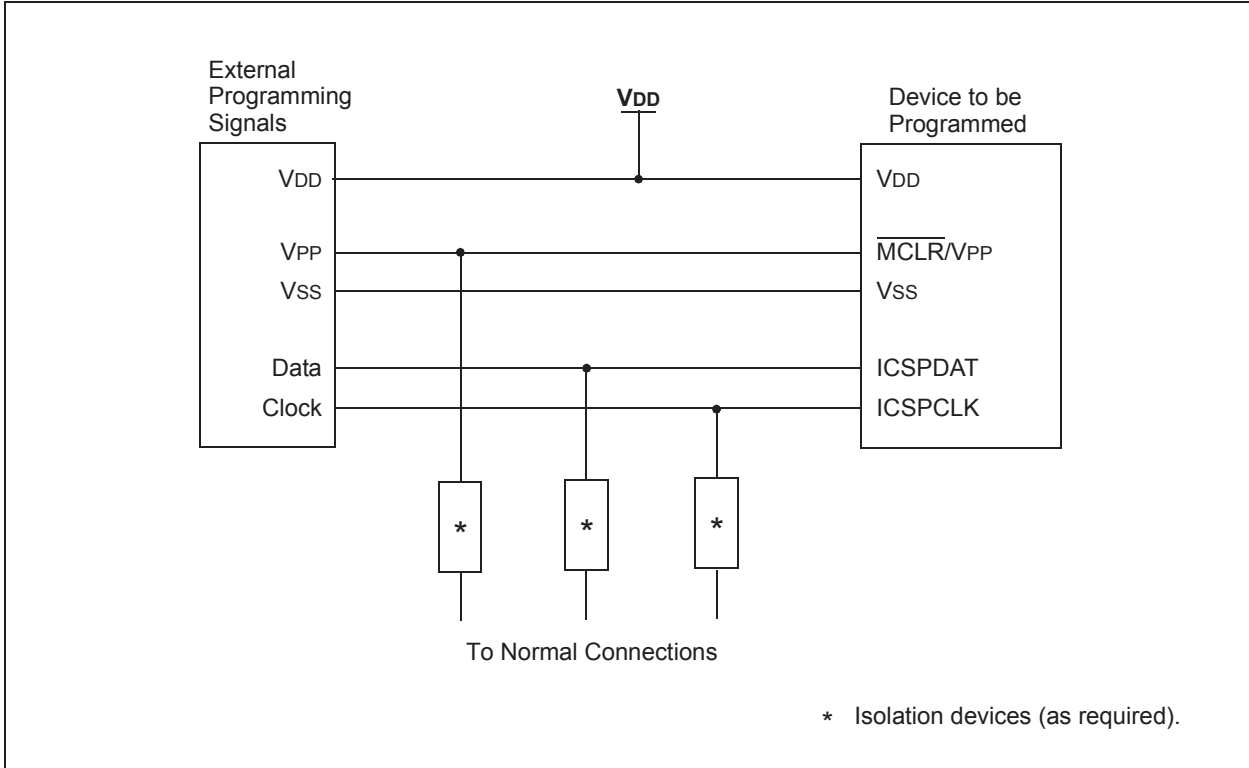 External
Programming
Signals
VDD
Device to be
Programmed
VDD
VDD
VPP
MCLR/VPP
VSS
VSS
Data
ICSPDAT
Clock
ICSPCLK
*
*
*
To Normal Connections
* Isolation devices (as required).